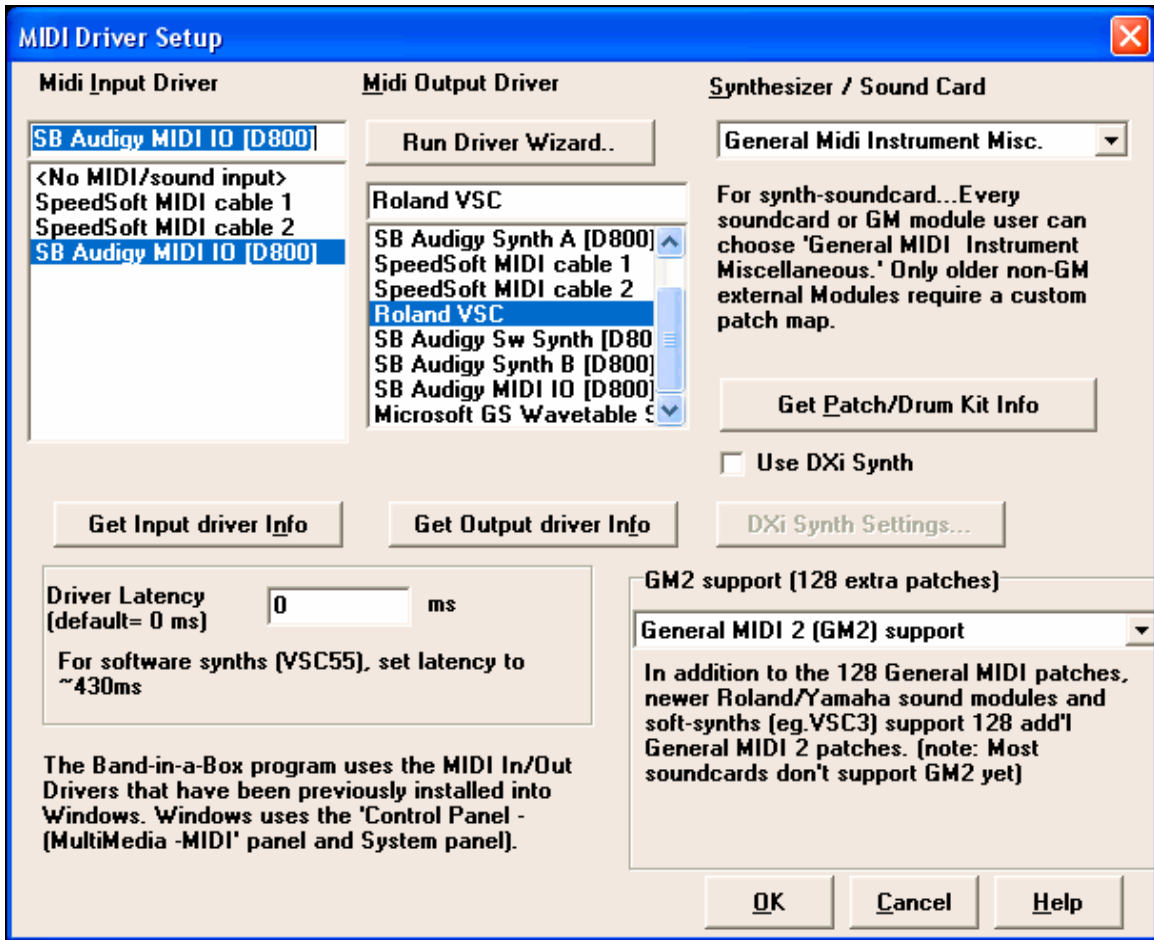 MIDI Driver Setup
Midi Input Driver
SB Audigy MIDI IO [D800]
<No MIDI/sound input>
SpeedSoft MIDI cable 1
SpeedSoft MIDI cable 2
SB Audigy MIDI IO [D800]
Midi Output Driver
Run Driver Wizard..
Roland VSC
SB Audigy Synth A [D800]
SpeedSoft MIDI cable 1
SpeedSoft MIDI cable 2
Roland VSC
SB Audigy Sw Synth [D80
SB Audigy Synth B [D800]
SB Audigy MIDI IO [D800]
Microsoft GS Wavetable S
Synthesizer / Sound Card
General Midi Instrument Misc.
For synth-soundcard...Every
soundcard or GM module user can
choose 'General MIDI Instrument
Miscellaneous.' Only older non-GM
external Modules require a custom
patch map.
Get Patch/Drum Kit Info
Use DXi Synth
Get Input driver Info
Get Output driver Info
DXi Synth Settings...
Driver Latency
(default= 0 ms)
0
ms
For software synths (VSC55), set latency to
~430ms
The Band-in-a-Box program uses the MIDI In/Out
Drivers that have been previously installed into
Windows. Windows uses the 'Control Panel -
(MultiMedia -MIDI' panel and System panel).
GM2 support (128 extra patches)
General MIDI 2 (GM2) support
In addition to the 128 General MIDI patches,
newer Roland/Yamaha sound modules and
soft-synths (eg.VSC3) support 128 add'l
General MIDI 2 patches. (note: Most
soundcards don't support GM2 yet)
OK
Cancel
Help